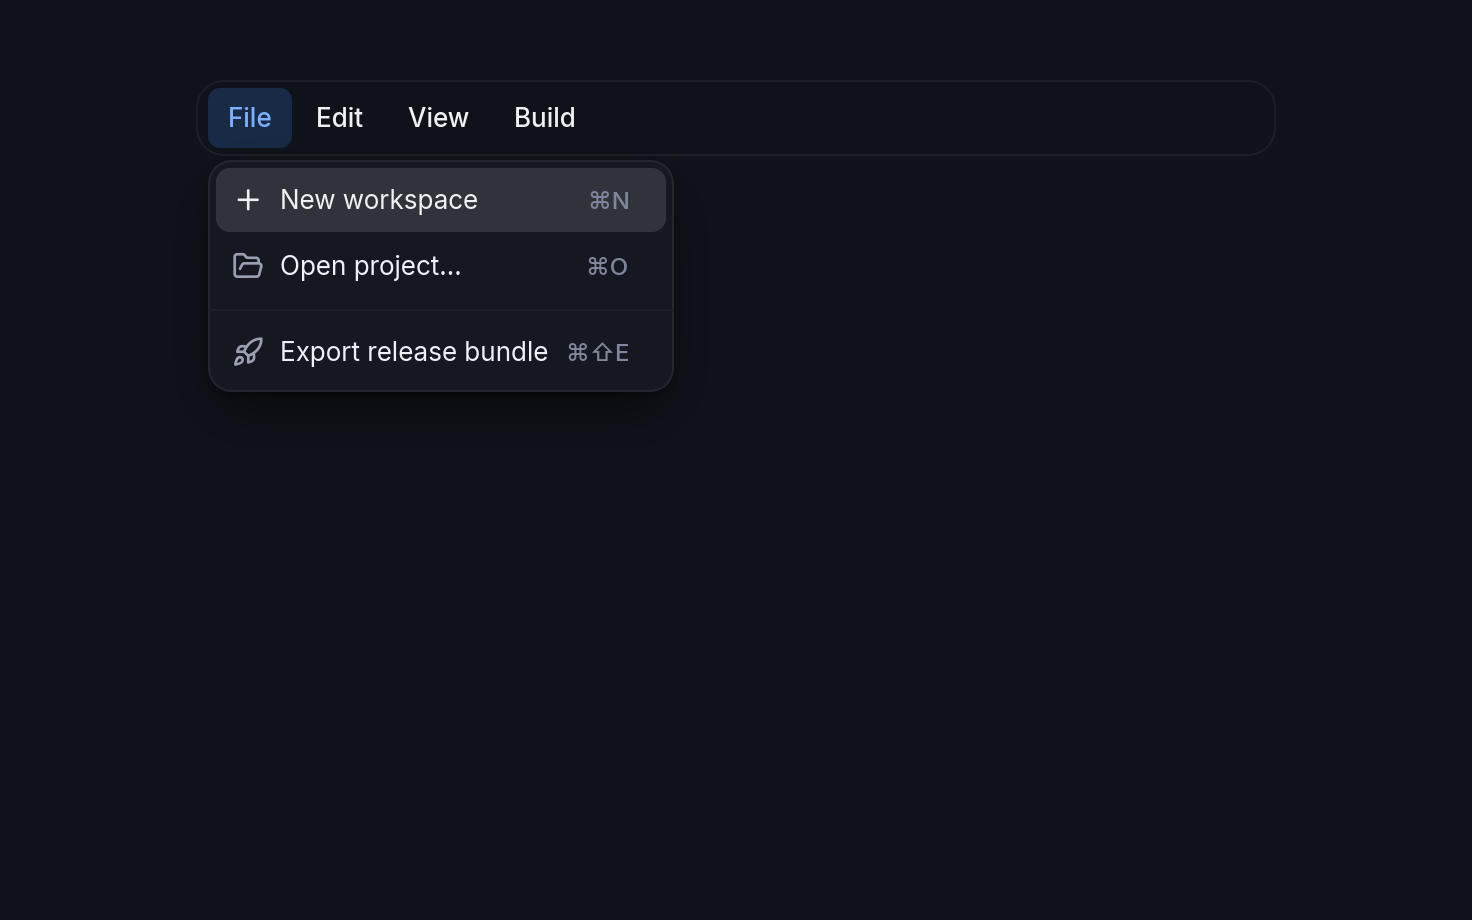 File Edit View Build
New workspace ⌘N
Open project... ⌘O
Export release bundle ⌘⇧E